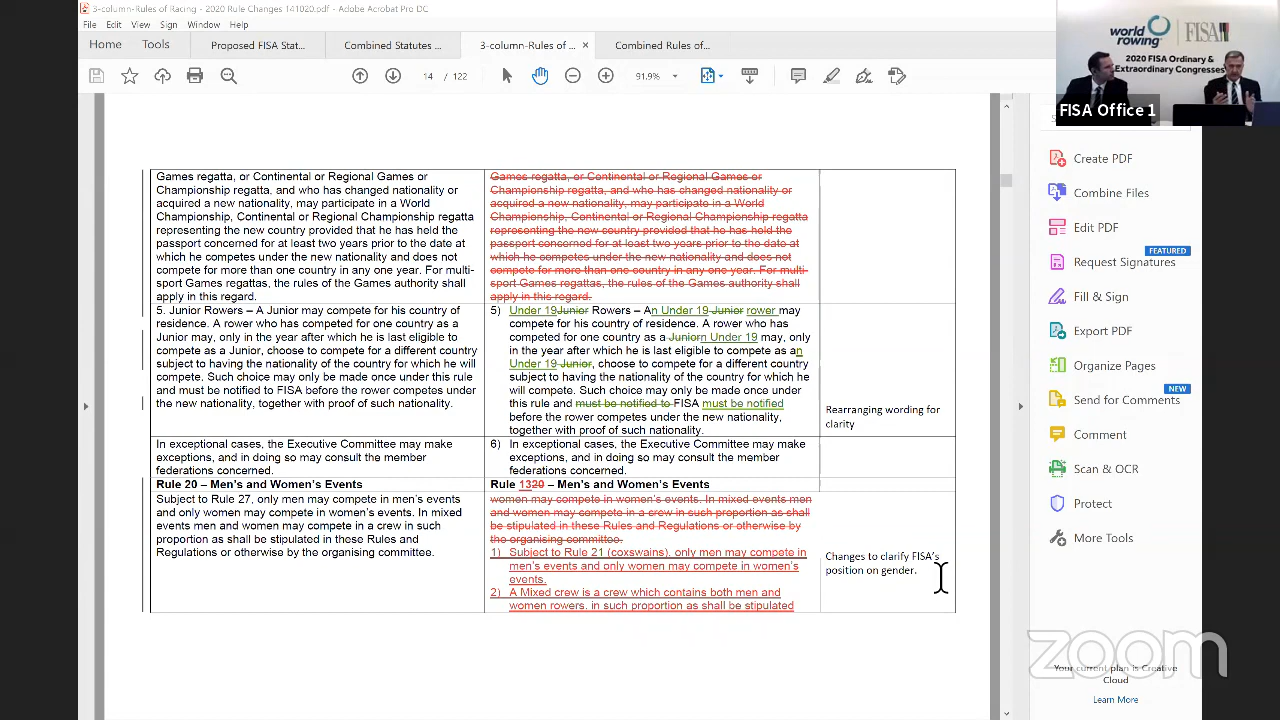 3-column-Rules of Racing - 2020 Rule Changes 141020.pdf - Adobe Acrobat Pro DC
File Edit View Sign Window Help
Home Tools Proposed FISA Stat... Combined Statutes ... 3-column-Rules of... × Combined Rules of...
14 / 122 91.9%
world rowing FISA
2020 FISA Ordinary &
Extraordinary Congresses
FISA Office 1
Games regatta, or Continental or Regional Games or
Championship regatta, and who has changed nationality or
acquired a new nationality, may participate in a World
Championship, Continental or Regional Championship regatta
representing the new country provided that he has held the
passport concerned for at least two years prior to the date at
which he competes under the new nationality and does not
compete for more than one country in any one year. For multi-
sport Games regattas, the rules of the Games authority shall
apply in this regard.
Games regatta, or Continental or Regional Games or
Championship regatta, and who has changed nationality or
acquired a new nationality, may participate in a World
Championship, Continental or Regional Championship regatta
representing the new country provided that he has held the
passport concerned for at least two years prior to the date at
which he competes under the new nationality and does not
compete for more than one country in any one year. For multi-
sport Games regattas, the rules of the Games authority shall
apply in this regard.
5. Junior Rowers – A Junior may compete for his country of
residence. A rower who has competed for one country as a
Junior may, only in the year after which he is last eligible to
compete as a Junior, choose to compete for a different country
subject to having the nationality of the country for which he will
compete. Such choice may only be made once under this rule
and must be notified to FISA before the rower competes under
the new nationality, together with proof of such nationality.
5) Under 19 Junior Rowers – An Under 19 Junior rower may
compete for his country of residence. A rower who has
competed for one country as a Juniorn Under 19 may, only
in the year after which he is last eligible to compete as an
Under 19 Junior, choose to compete for a different country
subject to having the nationality of the country for which he
will compete. Such choice may only be made once under
this rule and must be notified to FISA must be notified
before the rower competes under the new nationality,
together with proof of such nationality.
Rearranging wording for
clarity
In exceptional cases, the Executive Committee may make
exceptions, and in doing so may consult the member
federations concerned.
6) In exceptional cases, the Executive Committee may make
exceptions, and in doing so may consult the member
federations concerned.
Rule 20 – Men's and Women's Events
Rule 1320 – Men's and Women's Events
Subject to Rule 27, only men may compete in men's events
and only women may compete in women's events. In mixed
events men and women may compete in a crew in such
proportion as shall be stipulated in these Rules and
Regulations or otherwise by the organising committee.
women may compete in women's events. In mixed events men
and women may compete in a crew in such proportion as shall
be stipulated in these Rules and Regulations or otherwise by
the organising committee.
1) Subject to Rule 21 (coxswains), only men may compete in
men's events and only women may compete in women's
events.
2) A Mixed crew is a crew which contains both men and
women rowers, in such proportion as shall be stipulated
Changes to clarify FISA's
position on gender.
Create PDF
Combine Files
Edit PDF
FEATURED
Request Signatures
Fill & Sign
Export PDF
Organize Pages
NEW
Send for Comments
Comment
Scan & OCR
Protect
More Tools
zoom
Your current plan is Creative
Cloud
Learn More